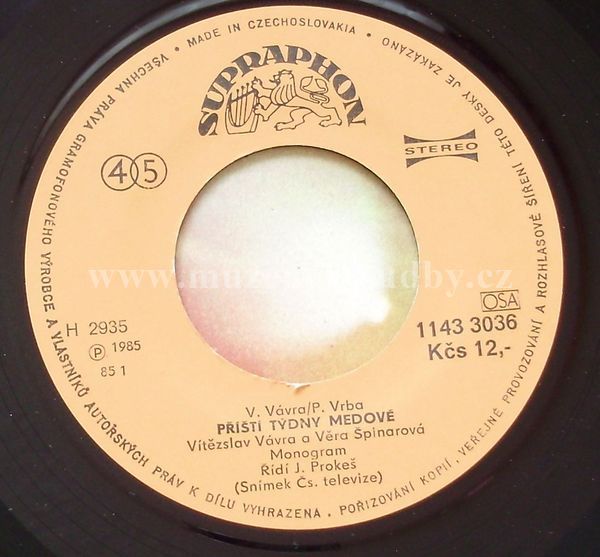 VŠECHNA PRÁVA GRAMOFONOVÉHO VÝROBCE A VLASTNÍKŮ AUTORSKÝCH PRÁV K DÍLU VYHRAZENA. POŘIZOVÁNÍ KOPIÍ, VEŘEJNÉ PROVOZOVÁNÍ A ROZHLASOVÉ ŠÍŘENÍ TÉTO DESKY JE ZAKÁZÁNO • MADE IN CZECHOSLOVAKIA •
SUPRAPHON
45
STEREO
H 2935
Ⓟ 1985
85 1
OSA
1143 3036
Kčs 12,-
V. Vávra/P. Vrba
PŘÍŠTÍ TÝDNY MEDOVÉ
Vítězslav Vávra a Věra Špinarová
Monogram
Řídí J. Prokeš
(Snímek Čs. televize)